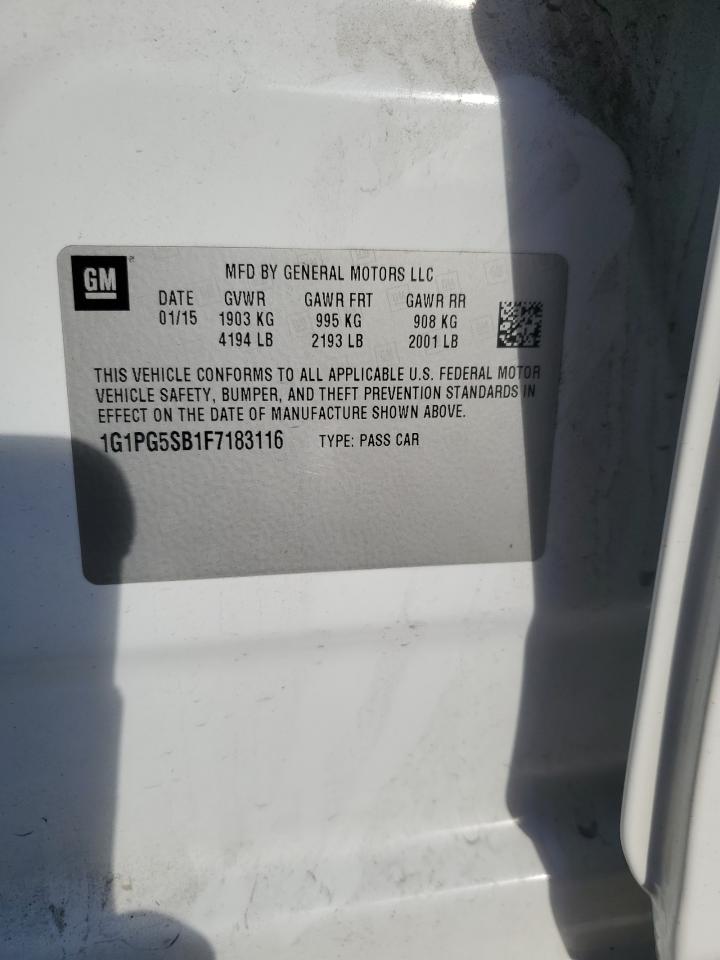 GM
MFD BY GENERAL MOTORS LLC
DATE GVWR GAWR FRT GAWR RR
01/15 1903 KG 995 KG 908 KG
4194 LB 2193 LB 2001 LB
THIS VEHICLE CONFORMS TO ALL APPLICABLE U.S. FEDERAL MOTOR
VEHICLE SAFETY, BUMPER, AND THEFT PREVENTION STANDARDS IN
EFFECT ON THE DATE OF MANUFACTURE SHOWN ABOVE.
1G1PG5SB1F7183116 TYPE: PASS CAR